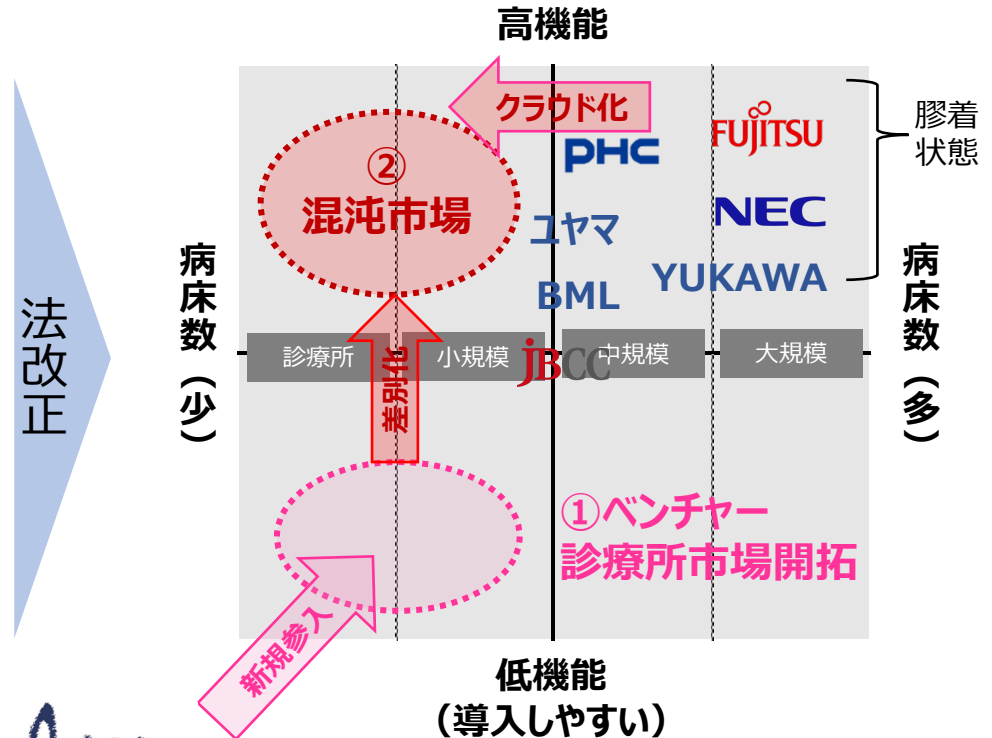 高機能
クラウド化
PHC
FUJITSU
膠着
状態
②
混沌市場
ユヤマ
NEC
BML
YUKAWA
病床数（少）
病床数（多）
法改正
診療所
小規模
JBCC
中規模
大規模
差別化
①ベンチャー
診療所市場開拓
新規参入
低機能
（導入しやすい）